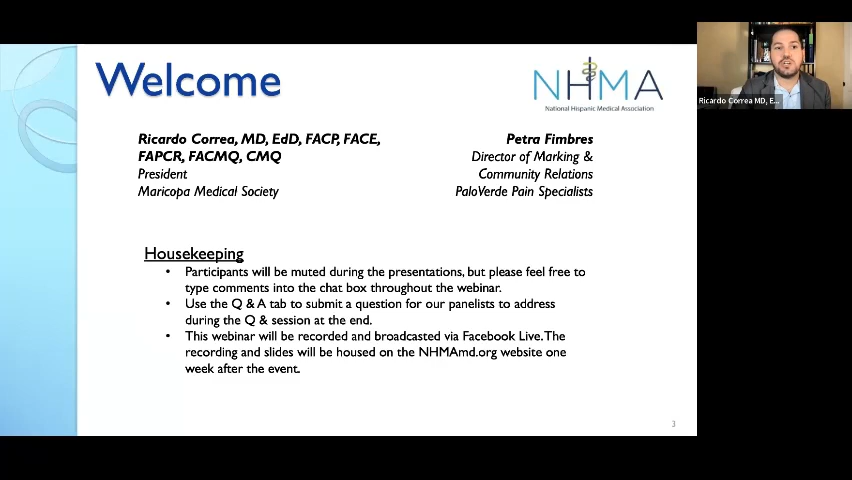 Welcome
NHMA
National Hispanic Medical Association
Ricardo Correa MD, E...
Ricardo Correa, MD, EdD, FACP, FACE,
FAPCR, FACMQ, CMQ
President
Maricopa Medical Society
Petra Fimbres
Director of Marking &
Community Relations
PaloVerde Pain Specialists
Housekeeping
• Participants will be muted during the presentations, but please feel free to
type comments into the chat box throughout the webinar.
• Use the Q & A tab to submit a question for our panelists to address
during the Q & session at the end.
• This webinar will be recorded and broadcasted via Facebook Live. The
recording and slides will be housed on the NHMAmd.org website one
week after the event.
3